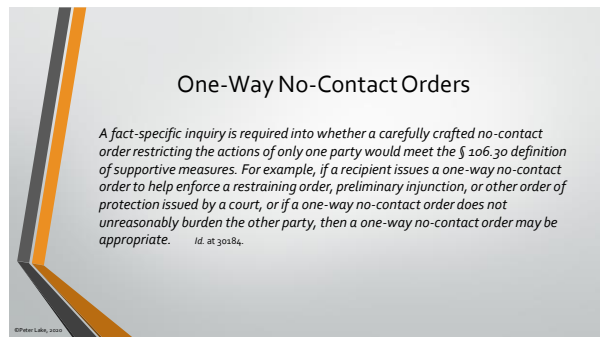 One-Way No-Contact Orders
A fact-specific inquiry is required into whether a carefully crafted no-contact
order restricting the actions of only one party would meet the § 106.30 definition
of supportive measures. For example, if a recipient issues a one-way no-contact
order to help enforce a restraining order, preliminary injunction, or other order of
protection issued by a court, or if a one-way no-contact order does not
unreasonably burden the other party, then a one-way no-contact order may be
appropriate. Id. at 30184.
©Peter Lake, 2020